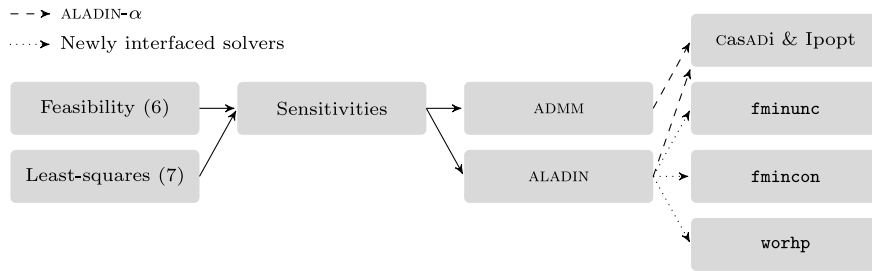 ALADIN-α
Newly interfaced solvers
CasADi & Ipopt
Feasibility (6)
Sensitivities
ADMM
fminunc
Least-squares (7)
ALADIN
fmincon
worhp